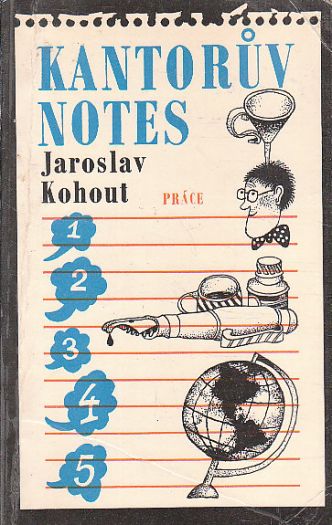 KANTORŮV
NOTES
Jaroslav
Kohout
PRÁCE
1
2
3
4
5